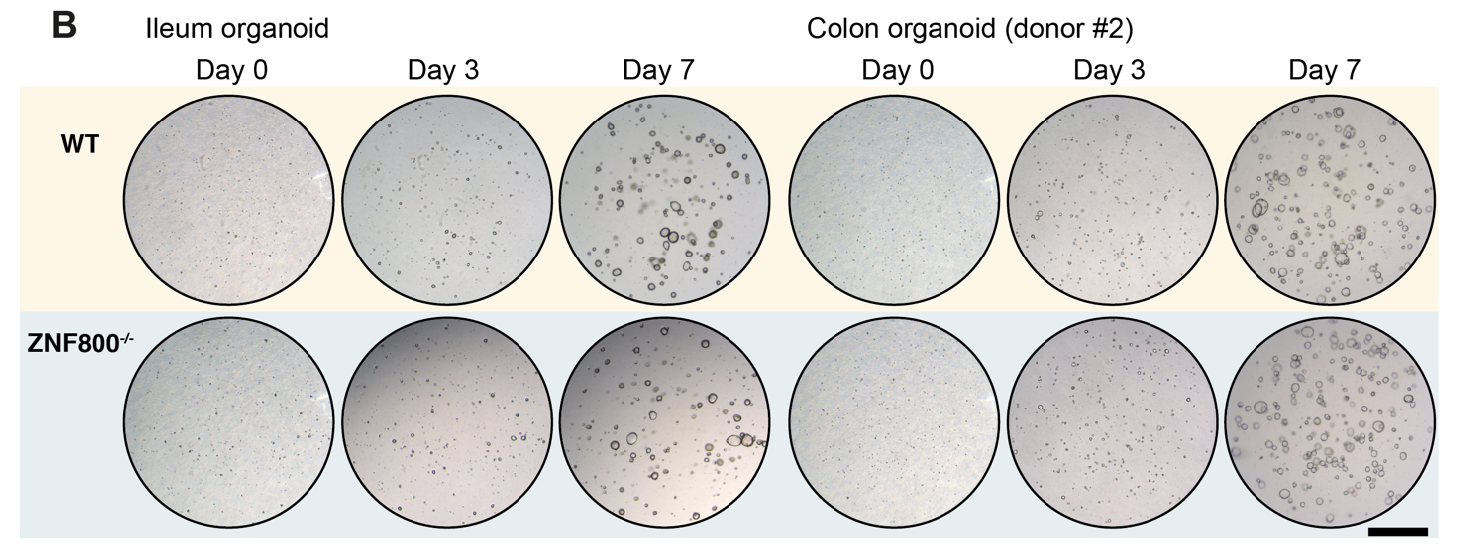 B
Ileum organoid Colon organoid (donor #2)
Day 0 Day 3 Day 7 Day 0 Day 3 Day 7
WT
ZNF800-/-